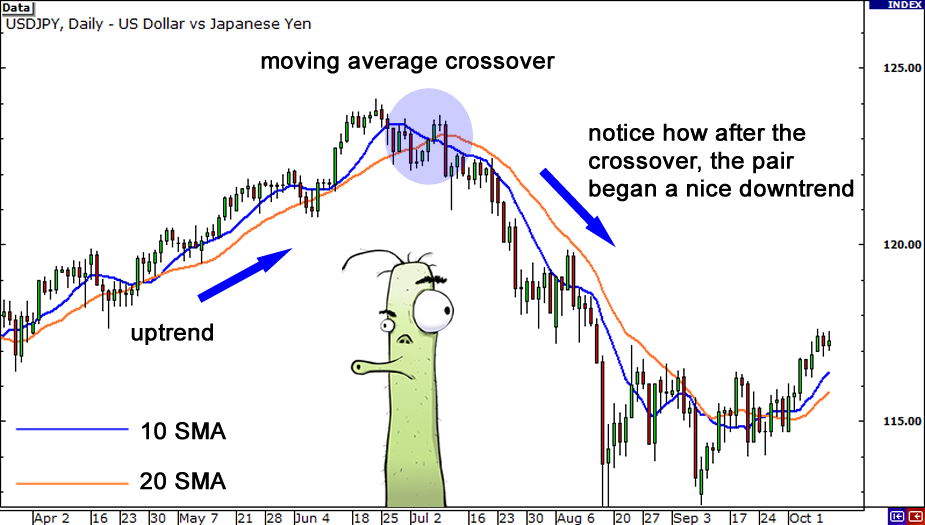 Data
INDEX
USDJPY, Daily - US Dollar vs Japanese Yen
moving average crossover
125.00
notice how after the
crossover, the pair
began a nice downtrend
120.00
uptrend
115.00
10 SMA
20 SMA
Apr 2 16 23 30 May 7 21 28 Jun 4 18 25 Jul 2 16 23 30 Aug 6 20 27 Sep 3 17 24 Oct 1